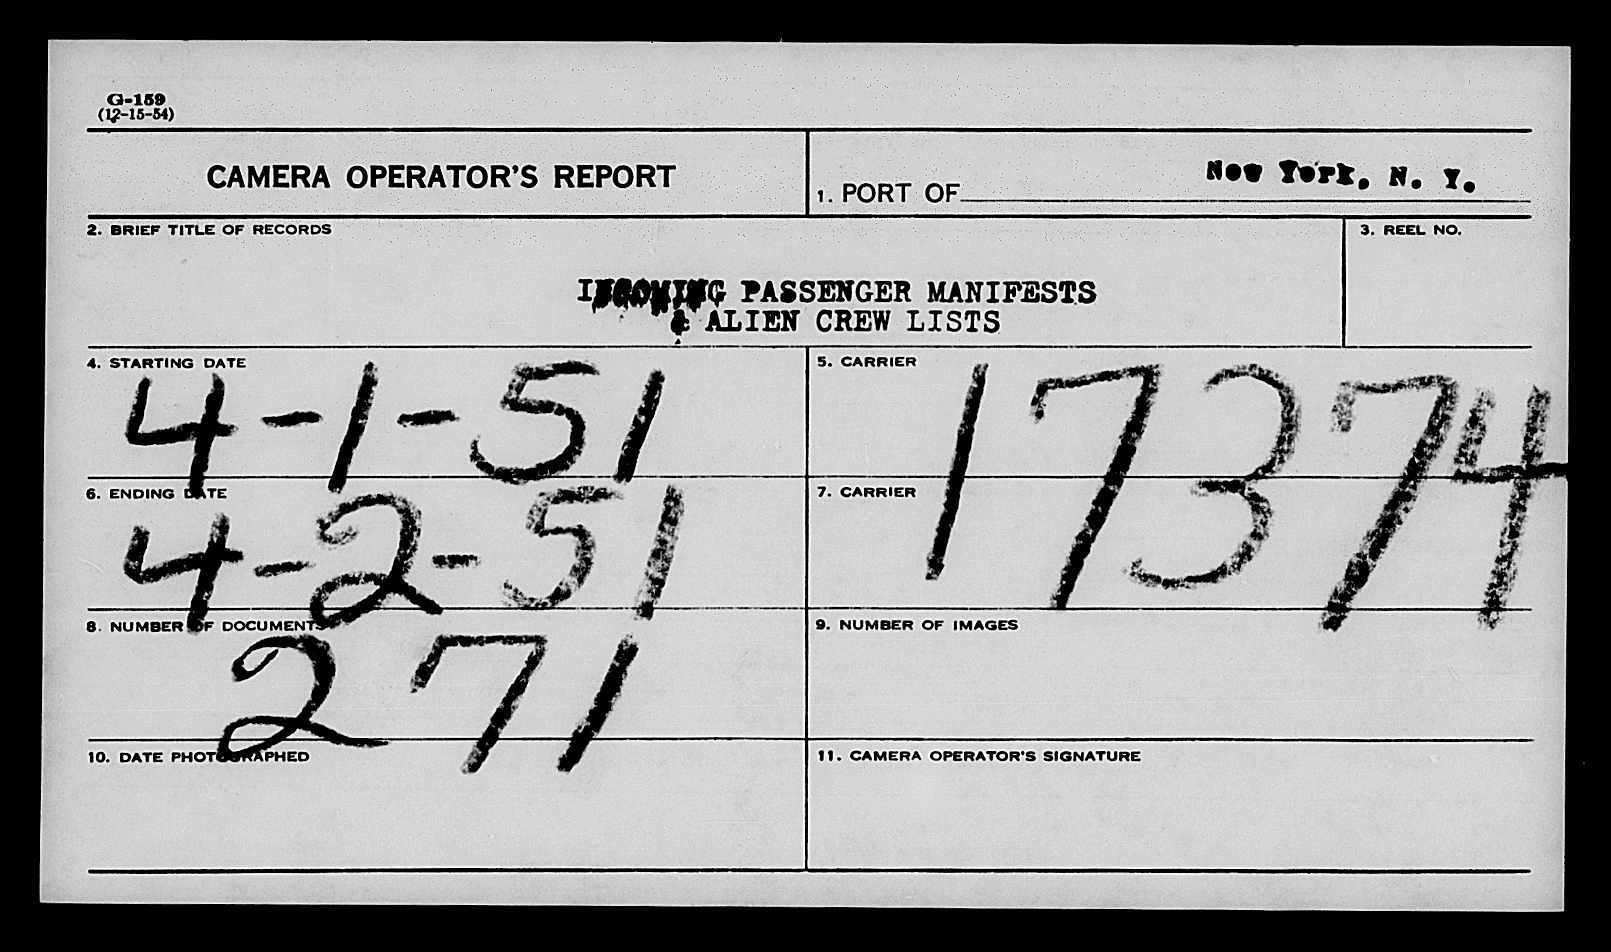 G-159
(12-15-54)
CAMERA OPERATOR'S REPORT
1. PORT OF New York, N. Y.
2. BRIEF TITLE OF RECORDS
3. REEL NO.
INCOMING PASSENGER MANIFESTS
& ALIEN CREW LISTS
4. STARTING DATE
4-1-51
5. CARRIER
17374
6. ENDING DATE
4-2-51
7. CARRIER
8. NUMBER OF DOCUMENTS
271
9. NUMBER OF IMAGES
10. DATE PHOTOGRAPHED
11. CAMERA OPERATOR'S SIGNATURE